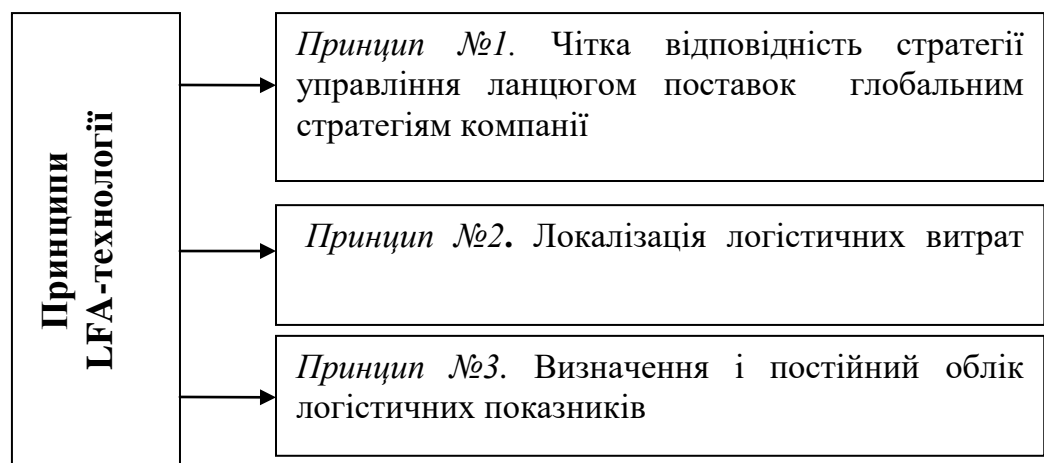 Принципи
LFA-технології
Принцип №1. Чітка відповідність стратегії
управління ланцюгом поставок глобальним
стратегіям компанії
Принцип №2. Локалізація логістичних витрат
Принцип №3. Визначення і постійний облік
логістичних показників